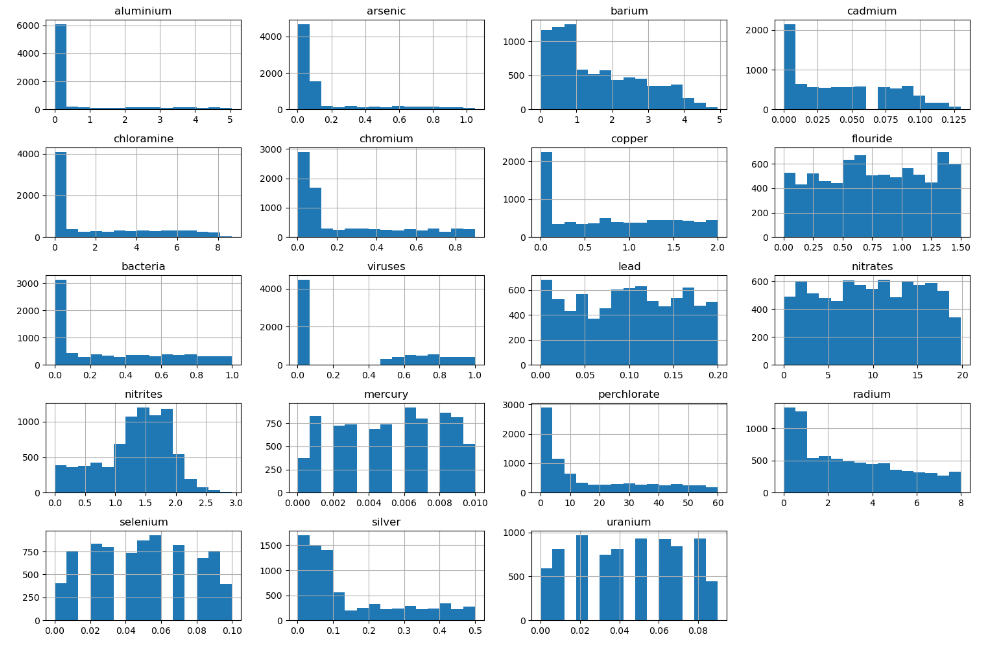 aluminium arsenic barium cadmium
6000 4000 2000 0
0 1 2 3 4 5
4000 2000 0
0.0 0.2 0.4 0.6 0.8 1.0
1000 500 0
0 1 2 3 4 5
2000 1000 0
0.000 0.025 0.050 0.075 0.100 0.125
chloramine chromium copper flouride
4000 2000 0
0 2 4 6 8
3000 2000 1000 0
0.0 0.2 0.4 0.6 0.8
2000 1000 0
0.0 0.5 1.0 1.5 2.0
600 400 200 0
0.00 0.25 0.50 0.75 1.00 1.25 1.50
bacteria viruses lead nitrates
3000 2000 1000 0
0.0 0.2 0.4 0.6 0.8 1.0
4000 2000 0
0.0 0.2 0.4 0.6 0.8 1.0
600 400 200 0
0.00 0.05 0.10 0.15 0.20
600 400 200 0
0 5 10 15 20
nitrites mercury perchlorate radium
1000 500 0
0.0 0.5 1.0 1.5 2.0 2.5 3.0
750 500 250 0
0.000 0.002 0.004 0.006 0.008 0.010
3000 2000 1000 0
0 10 20 30 40 50 60
1000 500 0
0 2 4 6 8
selenium silver uranium
750 500 250 0
0.00 0.02 0.04 0.06 0.08 0.10
1500 1000 500 0
0.0 0.1 0.2 0.3 0.4 0.5
1000 500 0
0.00 0.02 0.04 0.06 0.08